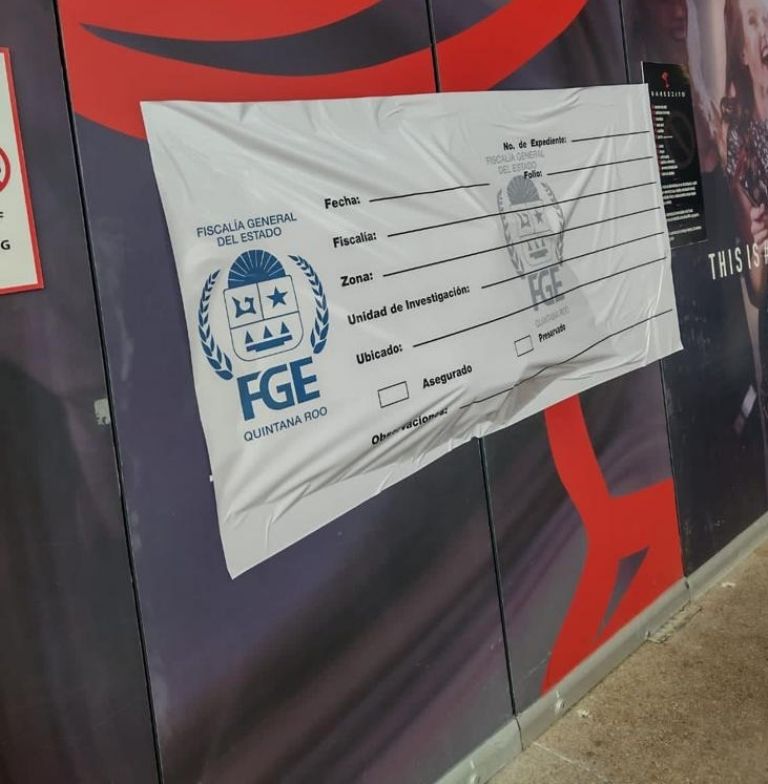 No. de Expediente:
FISCALÍA GENERAL
DEL ESTADO
Folio:
Fecha:
FISCALÍA GENERAL
DEL ESTADO
Fiscalía:
Zona:
Unidad de Investigación:
FGE
QUINTANA ROO
Ubicado:
Preservado
Asegurado
FGE
QUINTANA ROO
Observaciones:
THIS IS
G